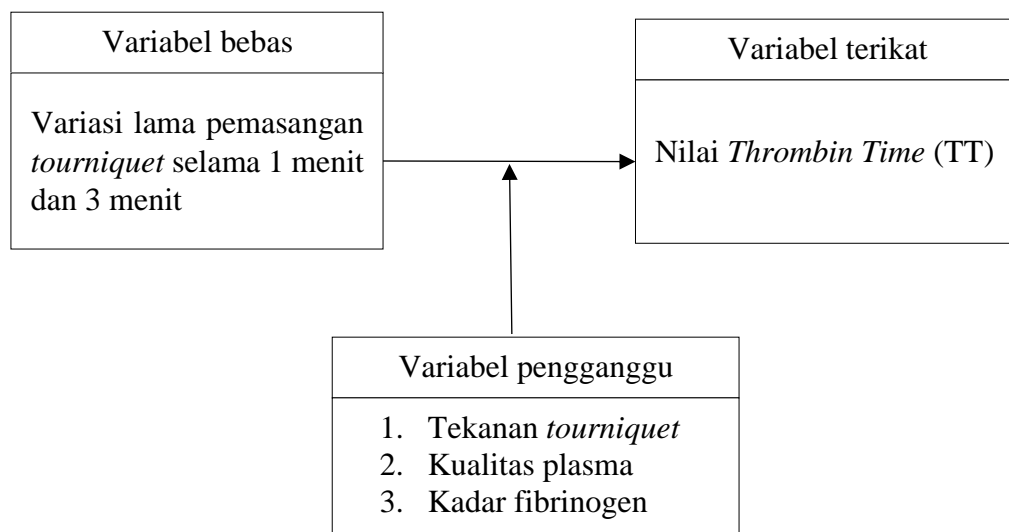 Variabel bebas
Variasi lama pemasangan
tourniquet selama 1 menit
dan 3 menit
Variabel terikat
Nilai Thrombin Time (TT)
Variabel pengganggu
1. Tekanan tourniquet
2. Kualitas plasma
3. Kadar fibrinogen